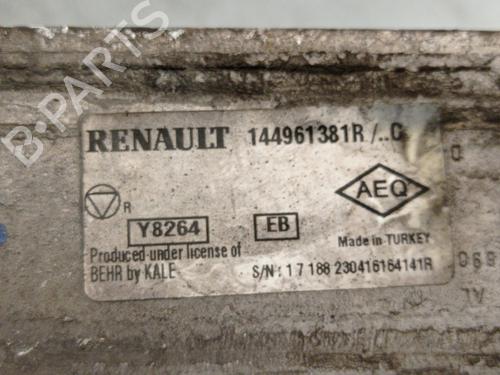 B-PARTS
RENAULT 144961381R /..C
R
AEQ
Y8264 EB
Produced under license of Made in TURKEY
BEHR by KALE S/N : 1 7 188 230416164141R